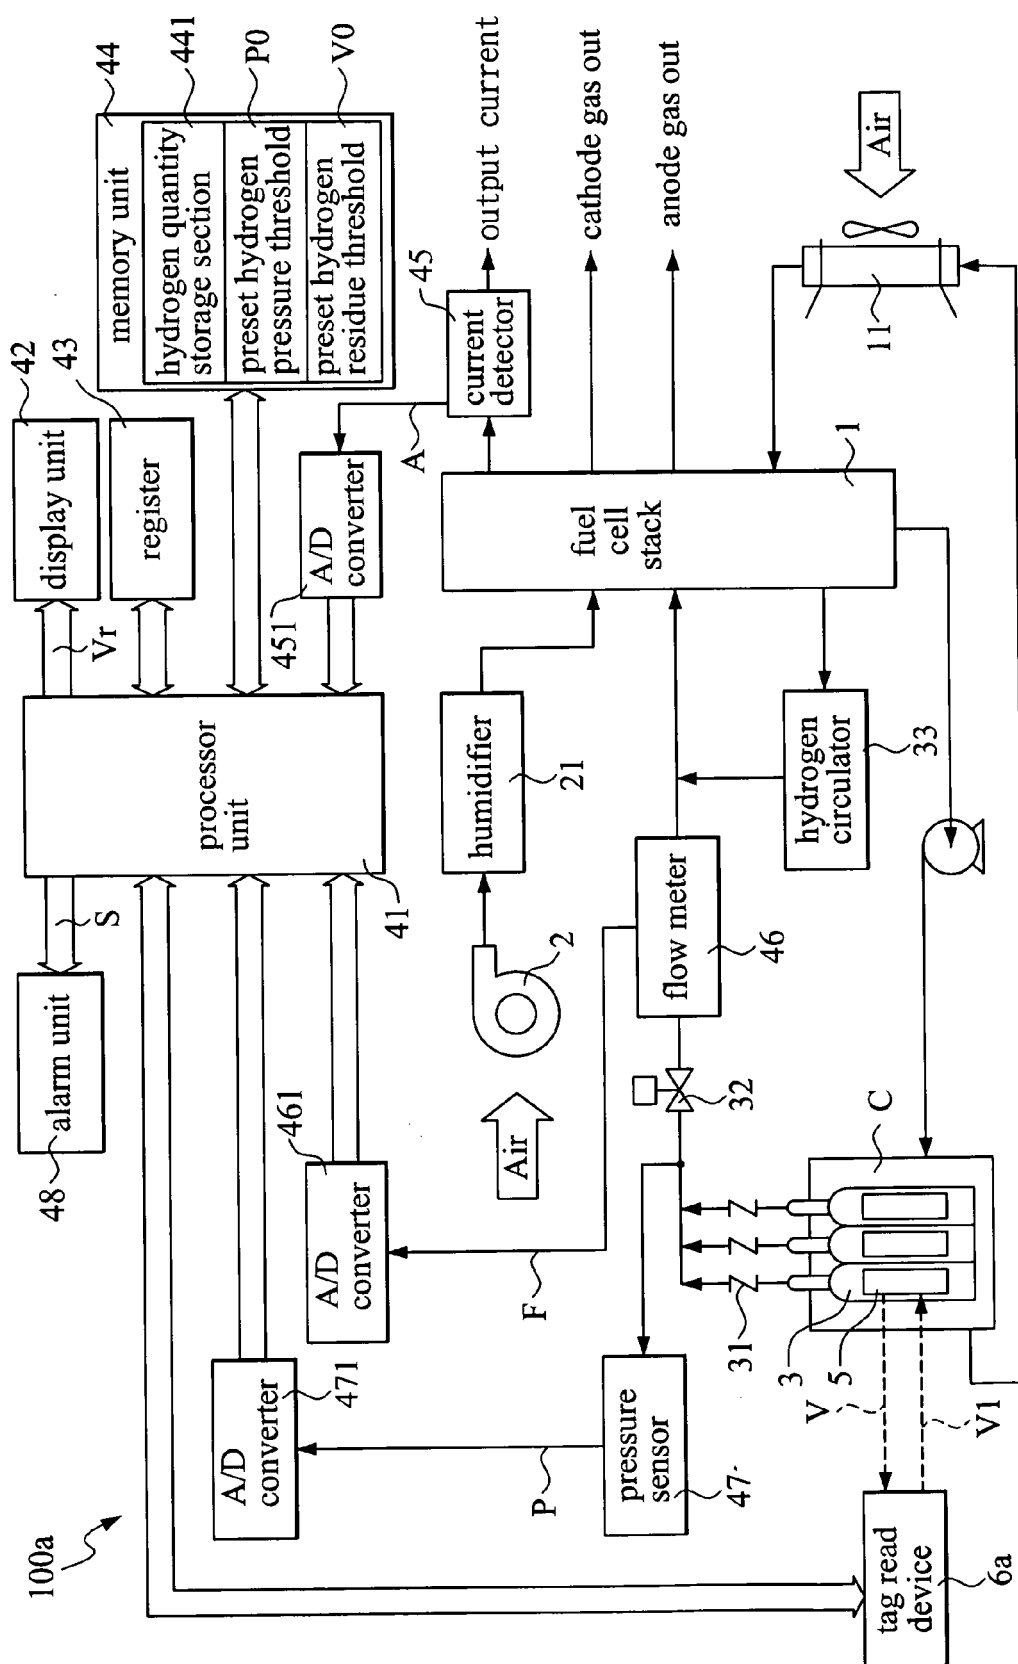 100a
48
alarm unit
S
processor
unit
41
Vr
display unit
42
register
43
memory unit
44
hydrogen quantity
storage section
441
preset hydrogen
pressure threshold
P0
preset hydrogen
residue threshold
V0
A/D
converter
471
A/D
converter
461
451
A/D
converter
A
current
detector
45
output current
cathode gas out
anode gas out
Air
2
humidifier
21
fuel
cell
stack
1
P
F
pressure
sensor
47
32
flow meter
46
hydrogen
circulator
33
11
Air
31
3
5
C
V
V1
tag read
device
6a